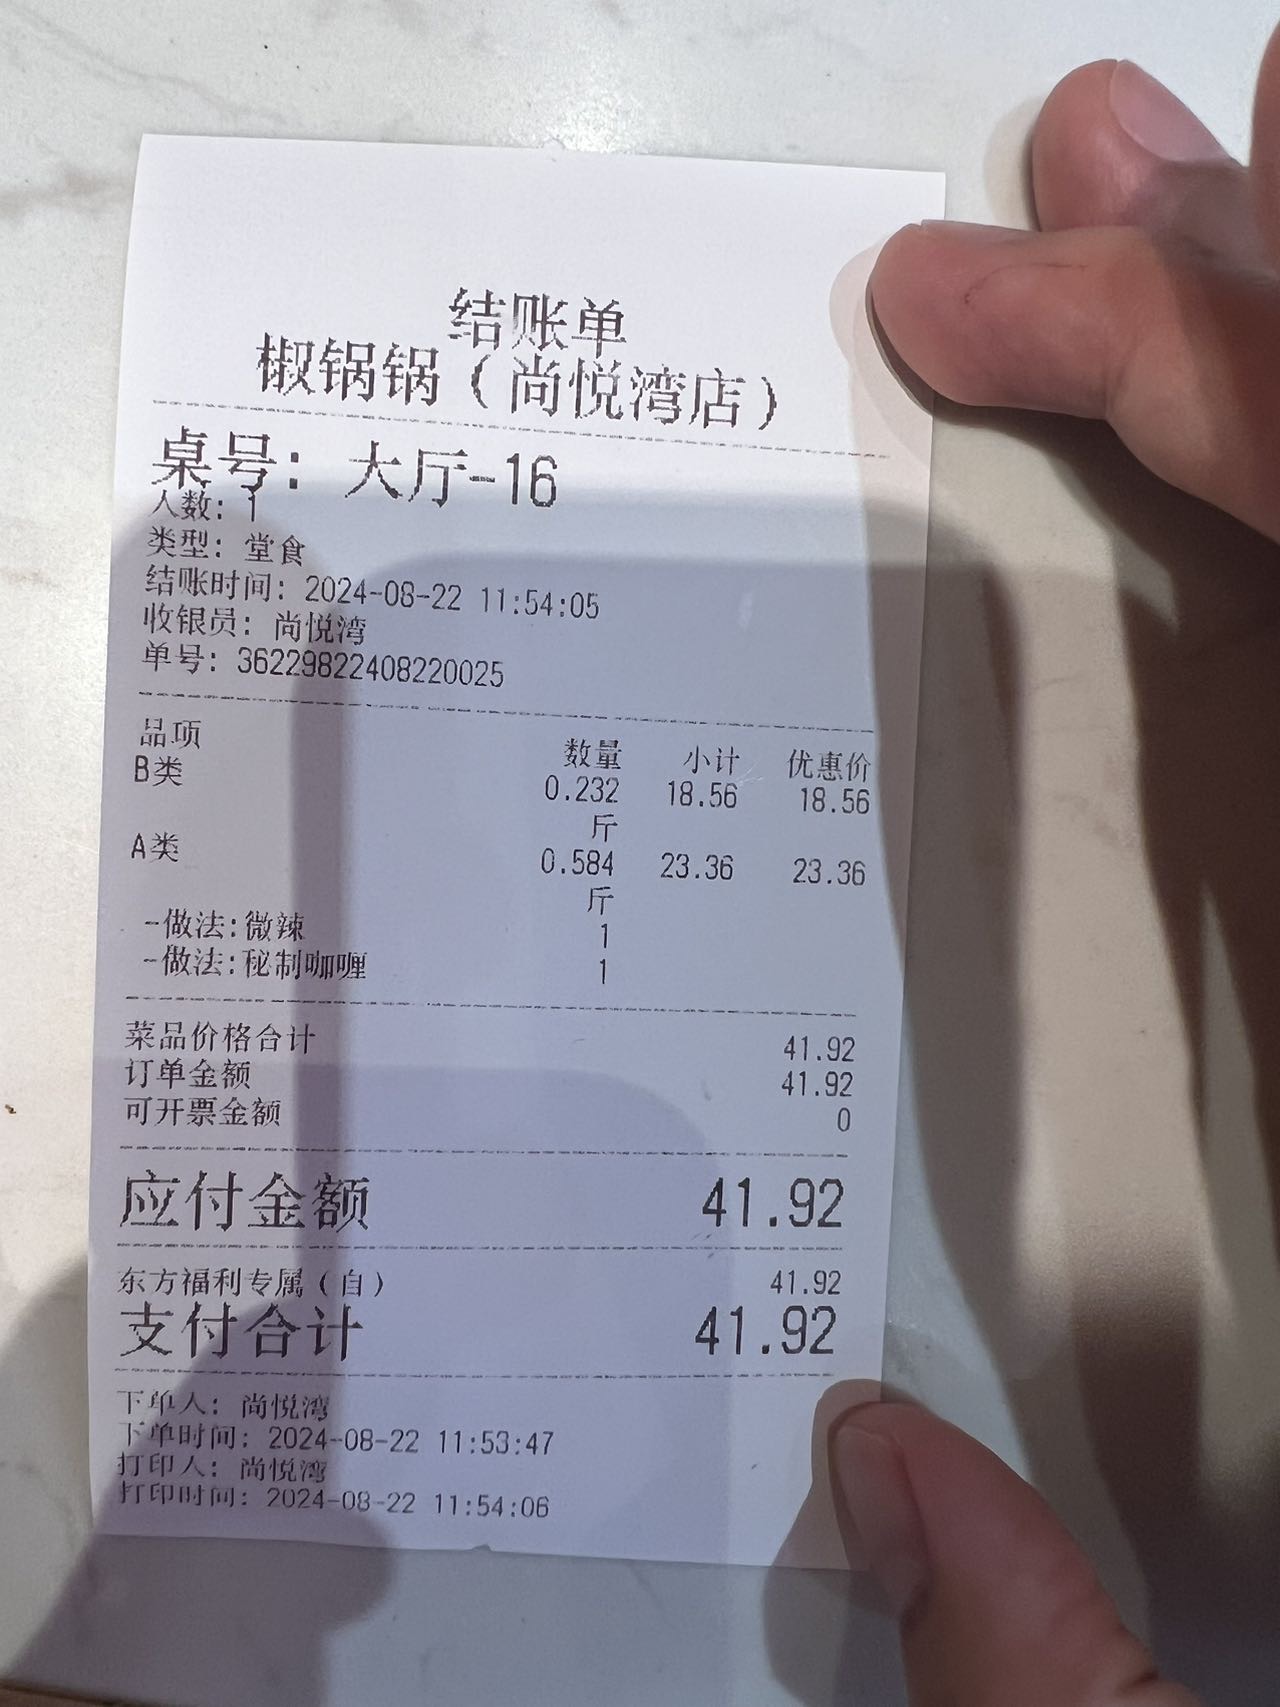 结账单
椒锅锅（尚悦湾店）
桌号：大厅-16
人数：1
类型：堂食
结账时间：2024-08-22 11:54:05
收银员：尚悦湾
单号：36229822408220025
品项 数量 小计 优惠价
B类 0.232 18.56 18.56
斤
A类 0.584 23.36 23.36
斤
-做法:微辣 1
-做法:秘制咖喱 1
菜品价格合计 41.92
订单金额 41.92
可开票金额 0
应付金额 41.92
东方福利专属（自） 41.92
支付合计 41.92
下单人：尚悦湾
下单时间：2024-08-22 11:53:47
打印人：尚悦湾
打印时间：2024-08-22 11:54:06